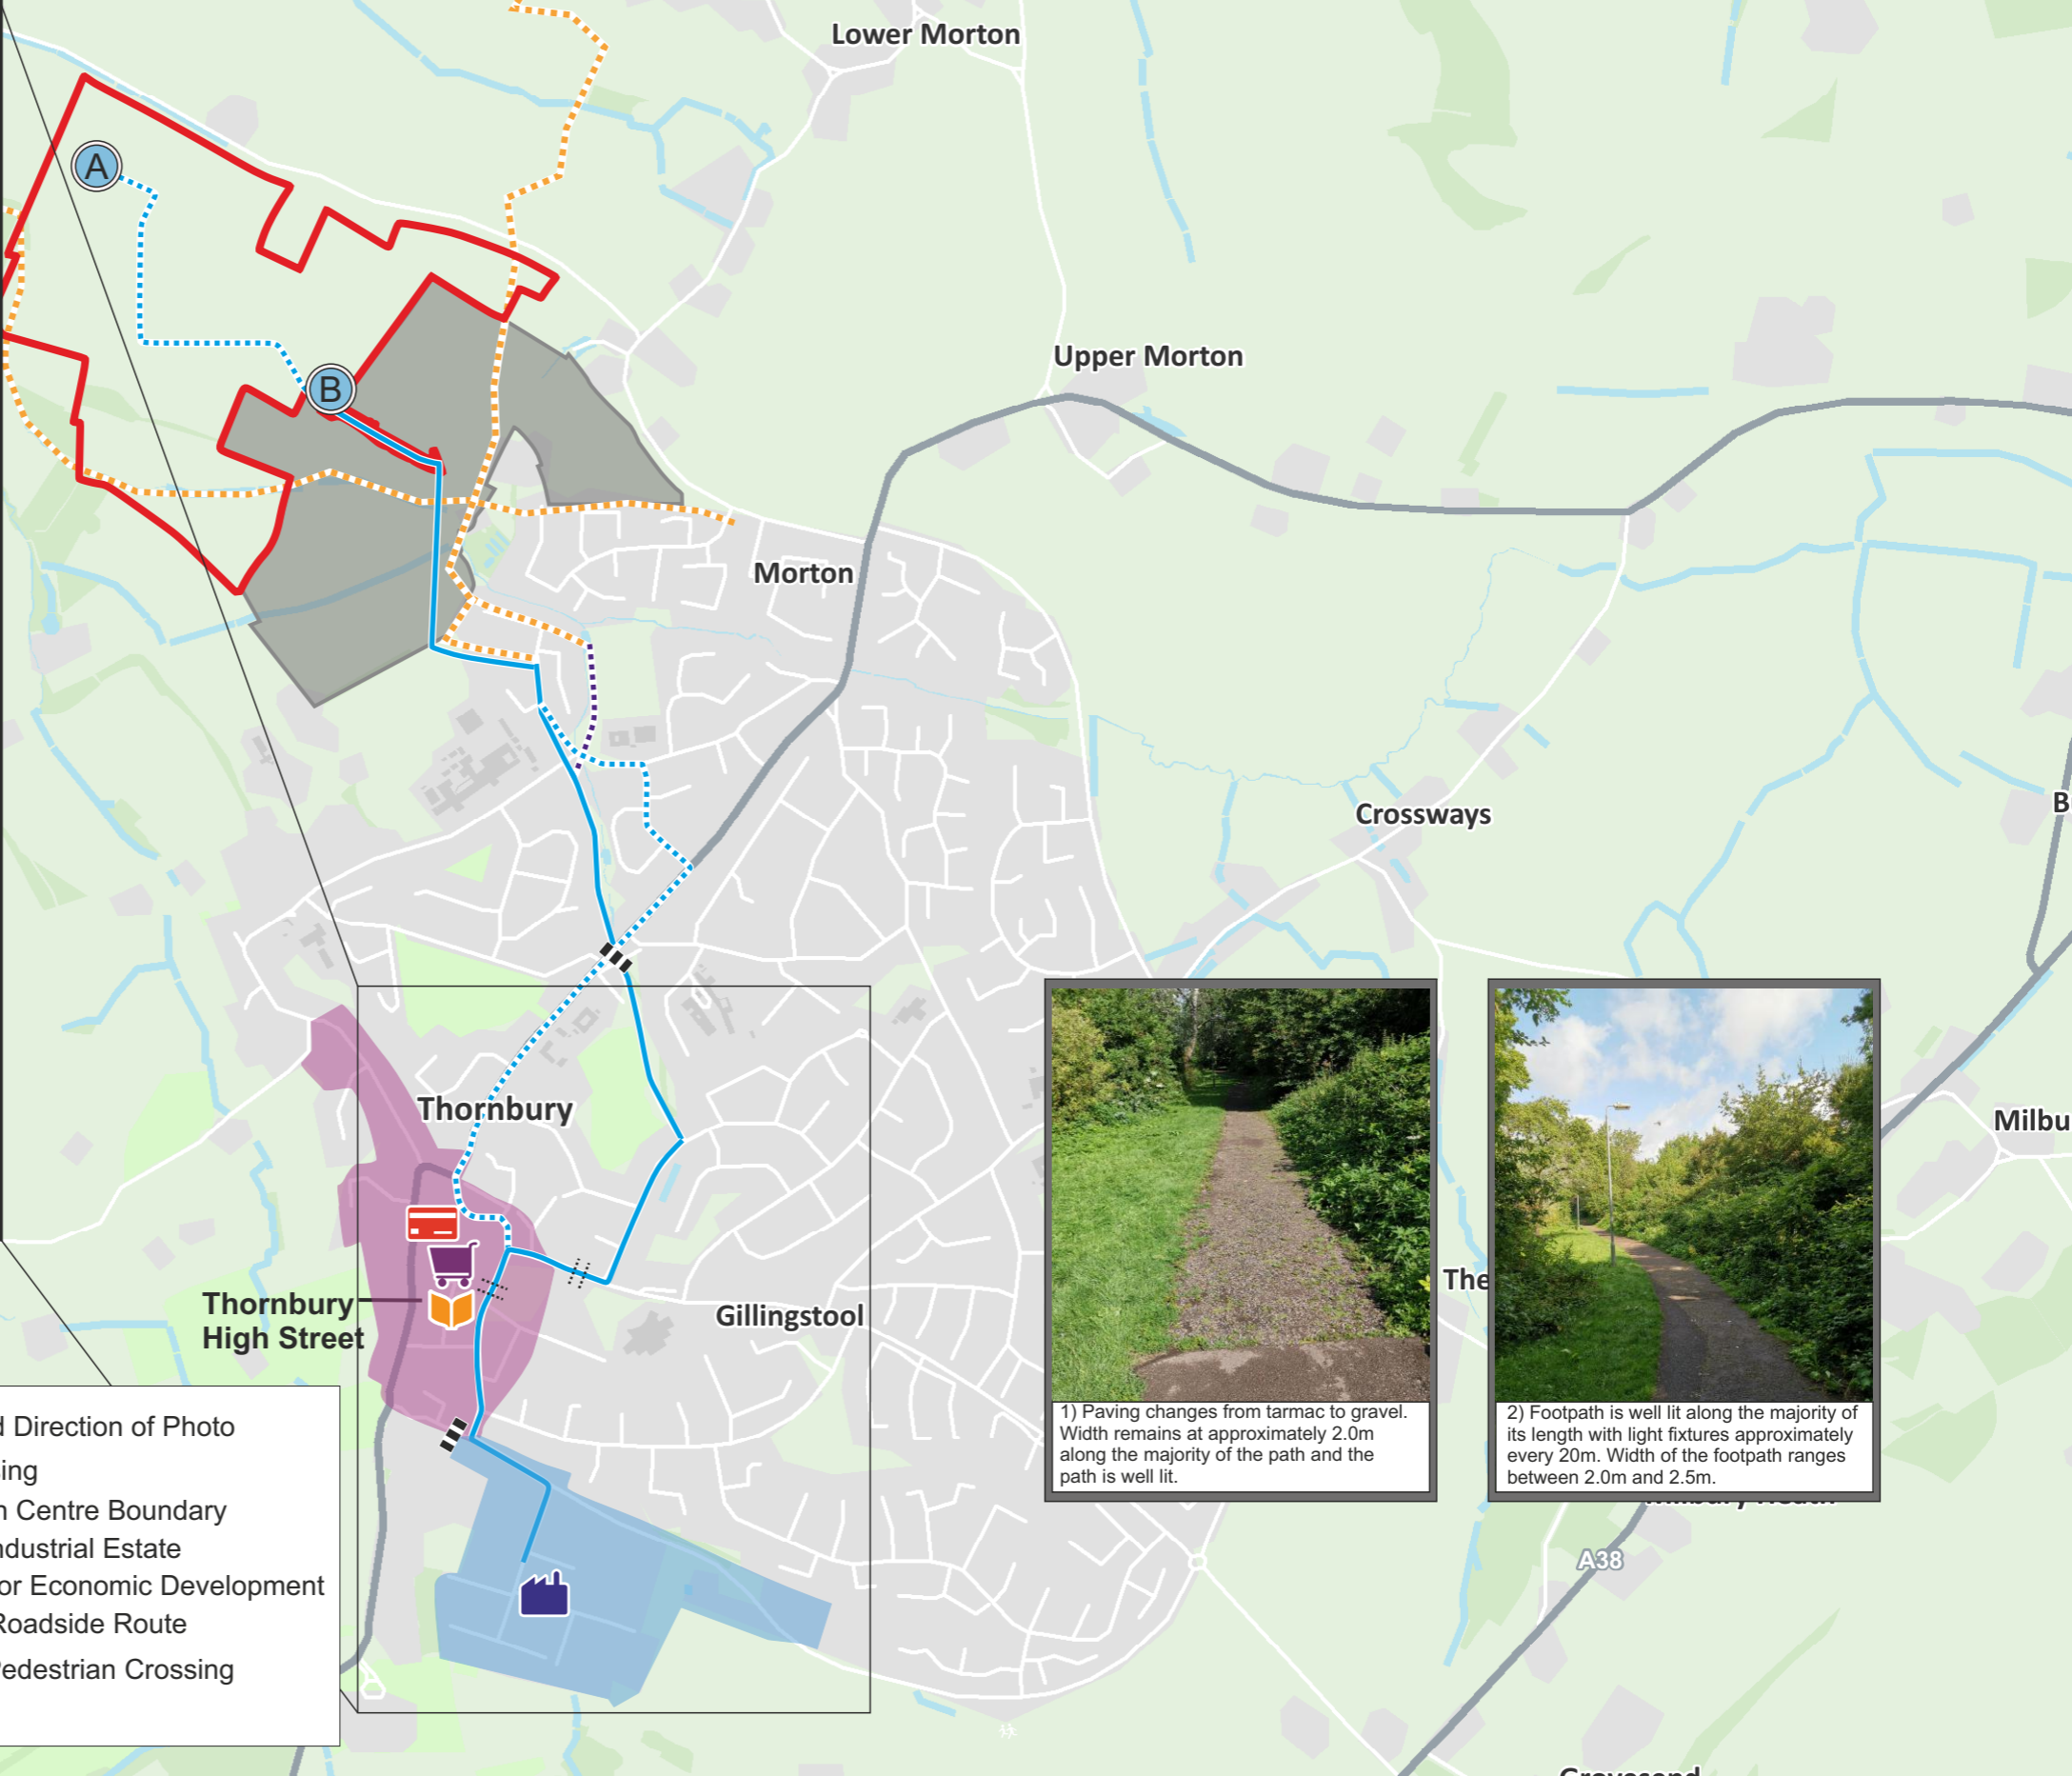 Lower Morton
A
Upper Morton
B
Morton
Crossways
B
Thornbury
Milbu
The
Thornbury
High Street
Gillingstool
1) Paving changes from tarmac to gravel.
Width remains at approximately 2.0m
along the majority of the path and the
path is well lit.
2) Footpath is well lit along the majority of
its length with light fixtures approximately
every 20m. Width of the footpath ranges
between 2.0m and 2.5m.
d Direction of Photo
ing
n Centre Boundary
ndustrial Estate
or Economic Development
Roadside Route
Pedestrian Crossing
A38